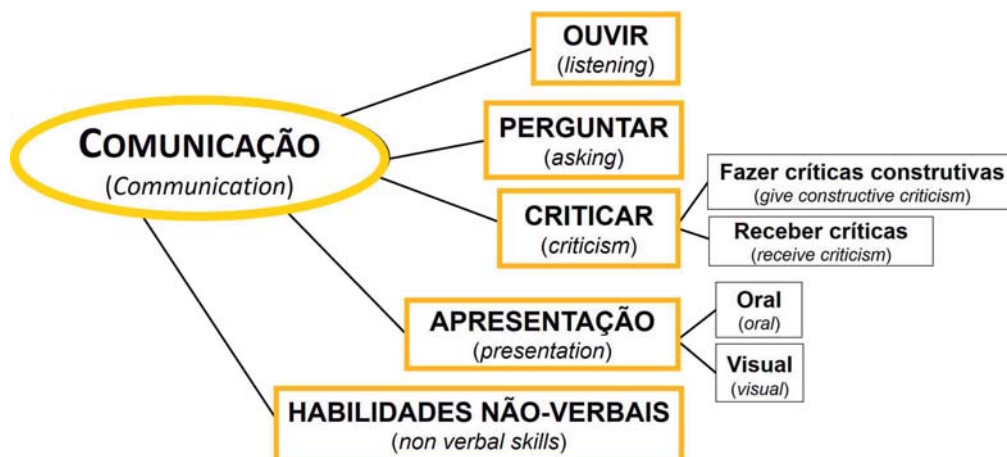 OUVIR
(listening)
COMUNICAÇÃO
(Communication)
PERGUNTAR
(asking)
CRITICAR
(criticism)
Fazer críticas construtivas
(give constructive criticism)
Receber críticas
(receive criticism)
APRESENTAÇÃO
(presentation)
Oral
(oral)
Visual
(visual)
HABILIDADES NÃO-VERBAIS
(non verbal skills)